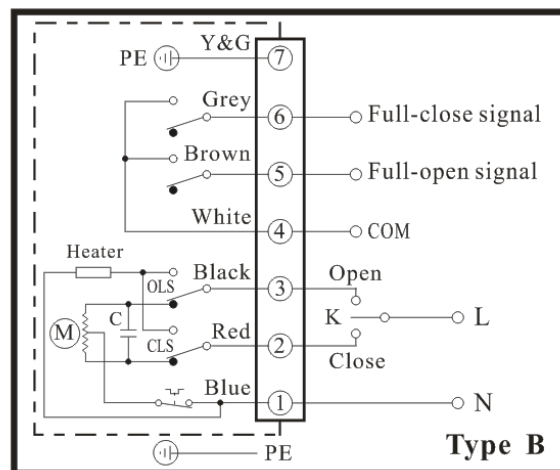 Y&G
PE 7
Grey 6 Full-close signal
Brown 5 Full-open signal
White 4 COM
Heater
OLS Black 3 Open
M C K L
CLS Red 2 Close
Blue 1 N
PE
Type B